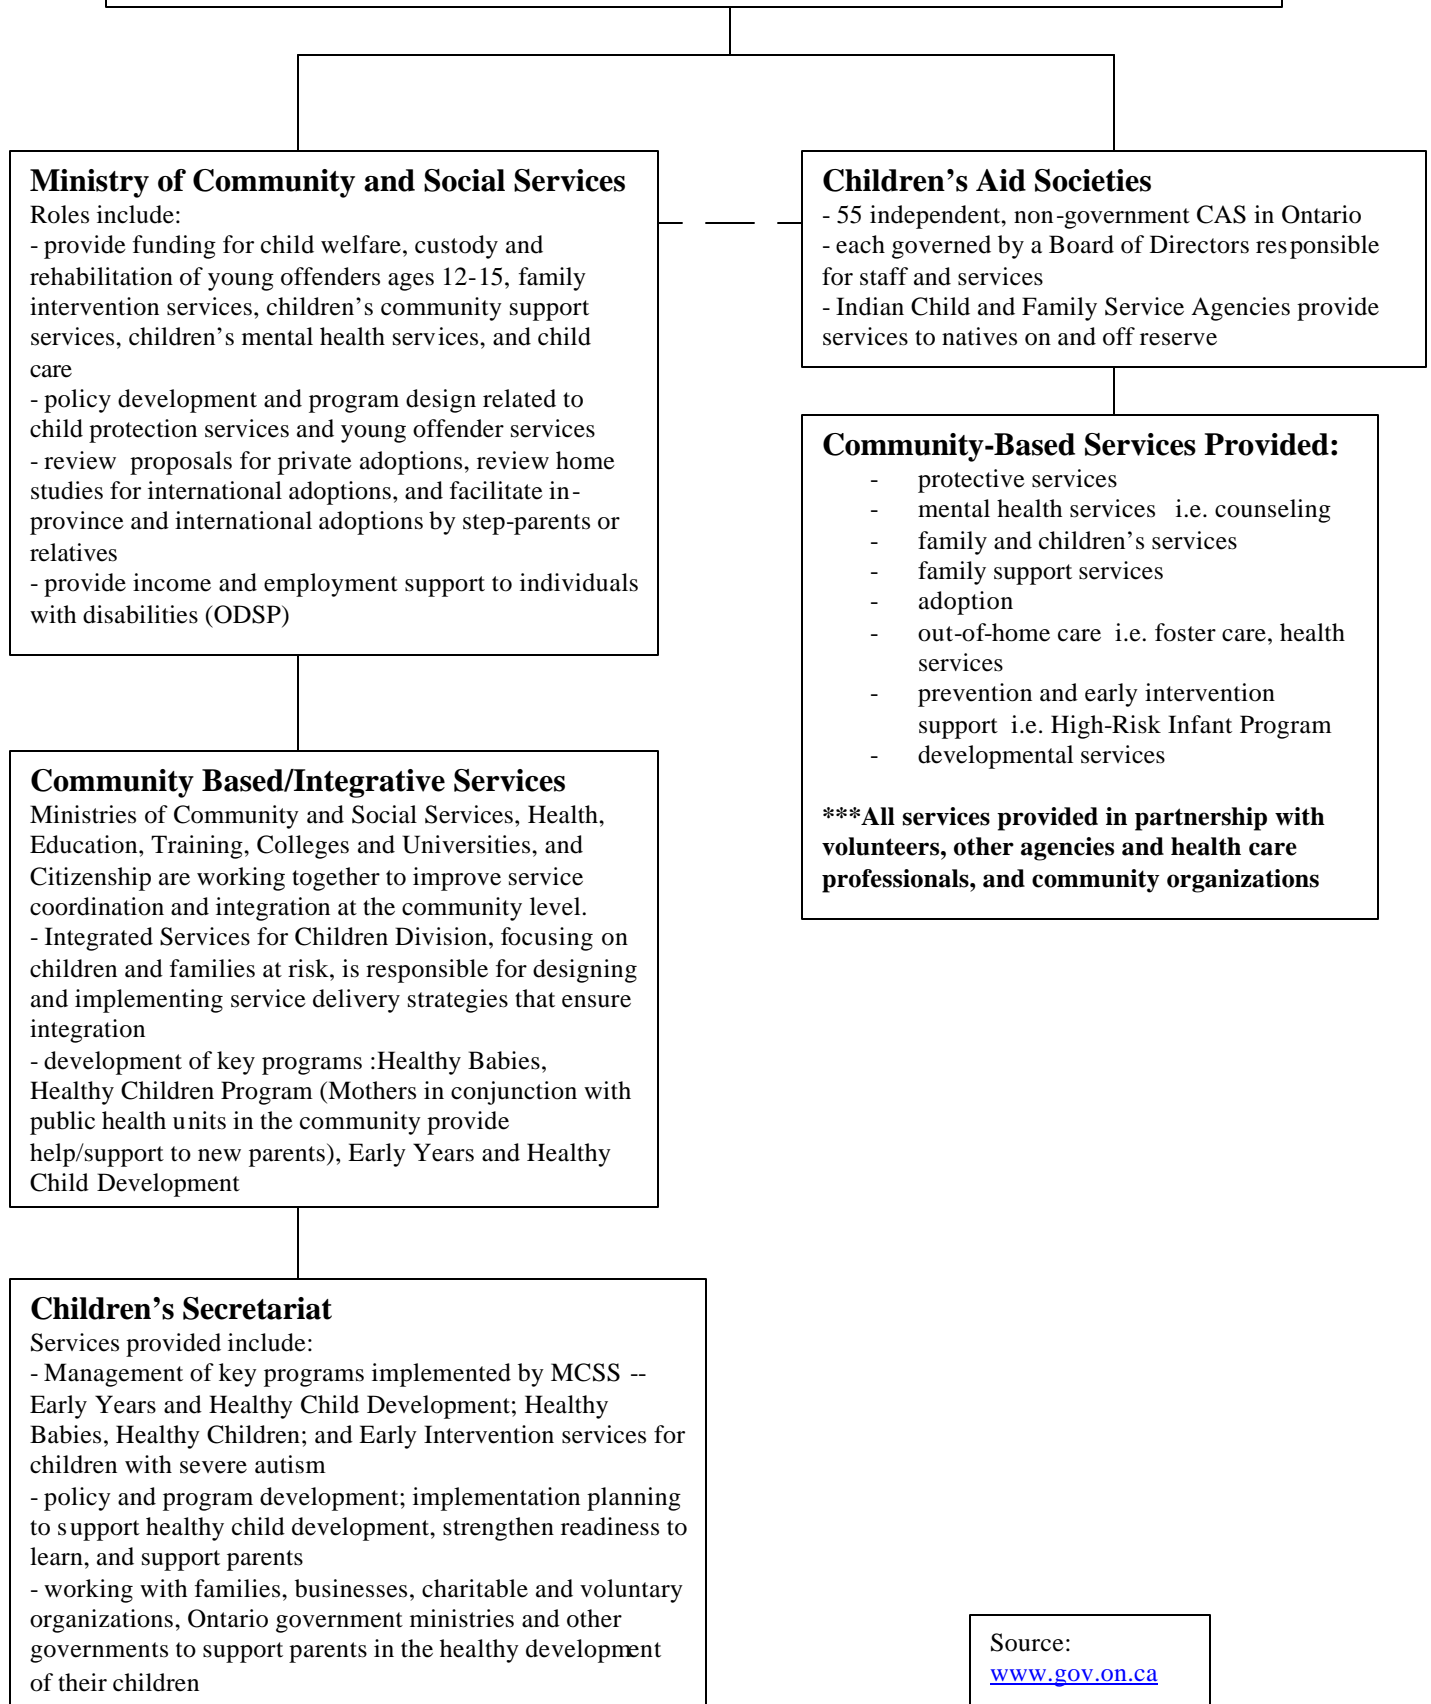 Ministry of Community and Social Services
Roles include:
- provide funding for child welfare, custody and
rehabilitation of young offenders ages 12-15, family
intervention services, children’s community support
services, children’s mental health services, and child
care
- policy development and program design related to
child protection services and young offender services
- review proposals for private adoptions, review home
studies for international adoptions, and facilitate in-
province and international adoptions by step-parents or
relatives
- provide income and employment support to individuals
with disabilities (ODSP)
Children’s Aid Societies
- 55 independent, non-government CAS in Ontario
- each governed by a Board of Directors responsible
for staff and services
- Indian Child and Family Service Agencies provide
services to natives on and off reserve
Community-Based Services Provided:
- protective services
- mental health services i.e. counseling
- family and children’s services
- family support services
- adoption
- out-of-home care i.e. foster care, health
services
- prevention and early intervention
support i.e. High-Risk Infant Program
- developmental services
***All services provided in partnership with
volunteers, other agencies and health care
professionals, and community organizations
Community Based/Integrative Services
Ministries of Community and Social Services, Health,
Education, Training, Colleges and Universities, and
Citizenship are working together to improve service
coordination and integration at the community level.
- Integrated Services for Children Division, focusing on
children and families at risk, is responsible for designing
and implementing service delivery strategies that ensure
integration
- development of key programs :Healthy Babies,
Healthy Children Program (Mothers in conjunction with
public health units in the community provide
help/support to new parents), Early Years and Healthy
Child Development
Children’s Secretariat
Services provided include:
- Management of key programs implemented by MCSS --
Early Years and Healthy Child Development; Healthy
Babies, Healthy Children; and Early Intervention services for
children with severe autism
- policy and program development; implementation planning
to support healthy child development, strengthen readiness to
learn, and support parents
- working with families, businesses, charitable and voluntary
organizations, Ontario government ministries and other
governments to support parents in the healthy development
of their children
Source:
www.gov.on.ca